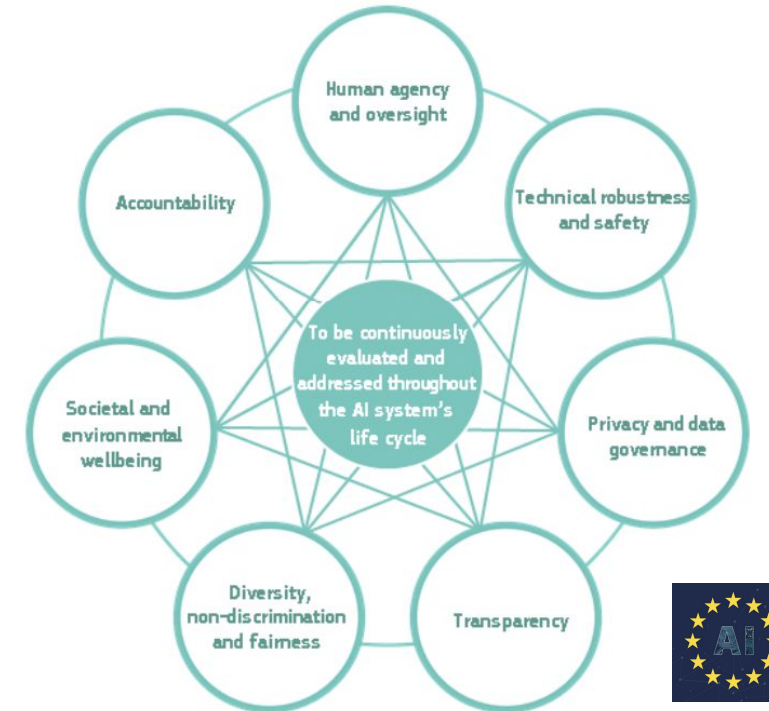 Human agency
and oversight
Technical robustness
and safety
Privacy and data
governance
Transparency
Diversity,
non-discrimination
and fairness
Societal and
environmental
wellbeing
Accountability
To be continuously
evaluated and
addressed throughout
the AI system's
life cycle
AI